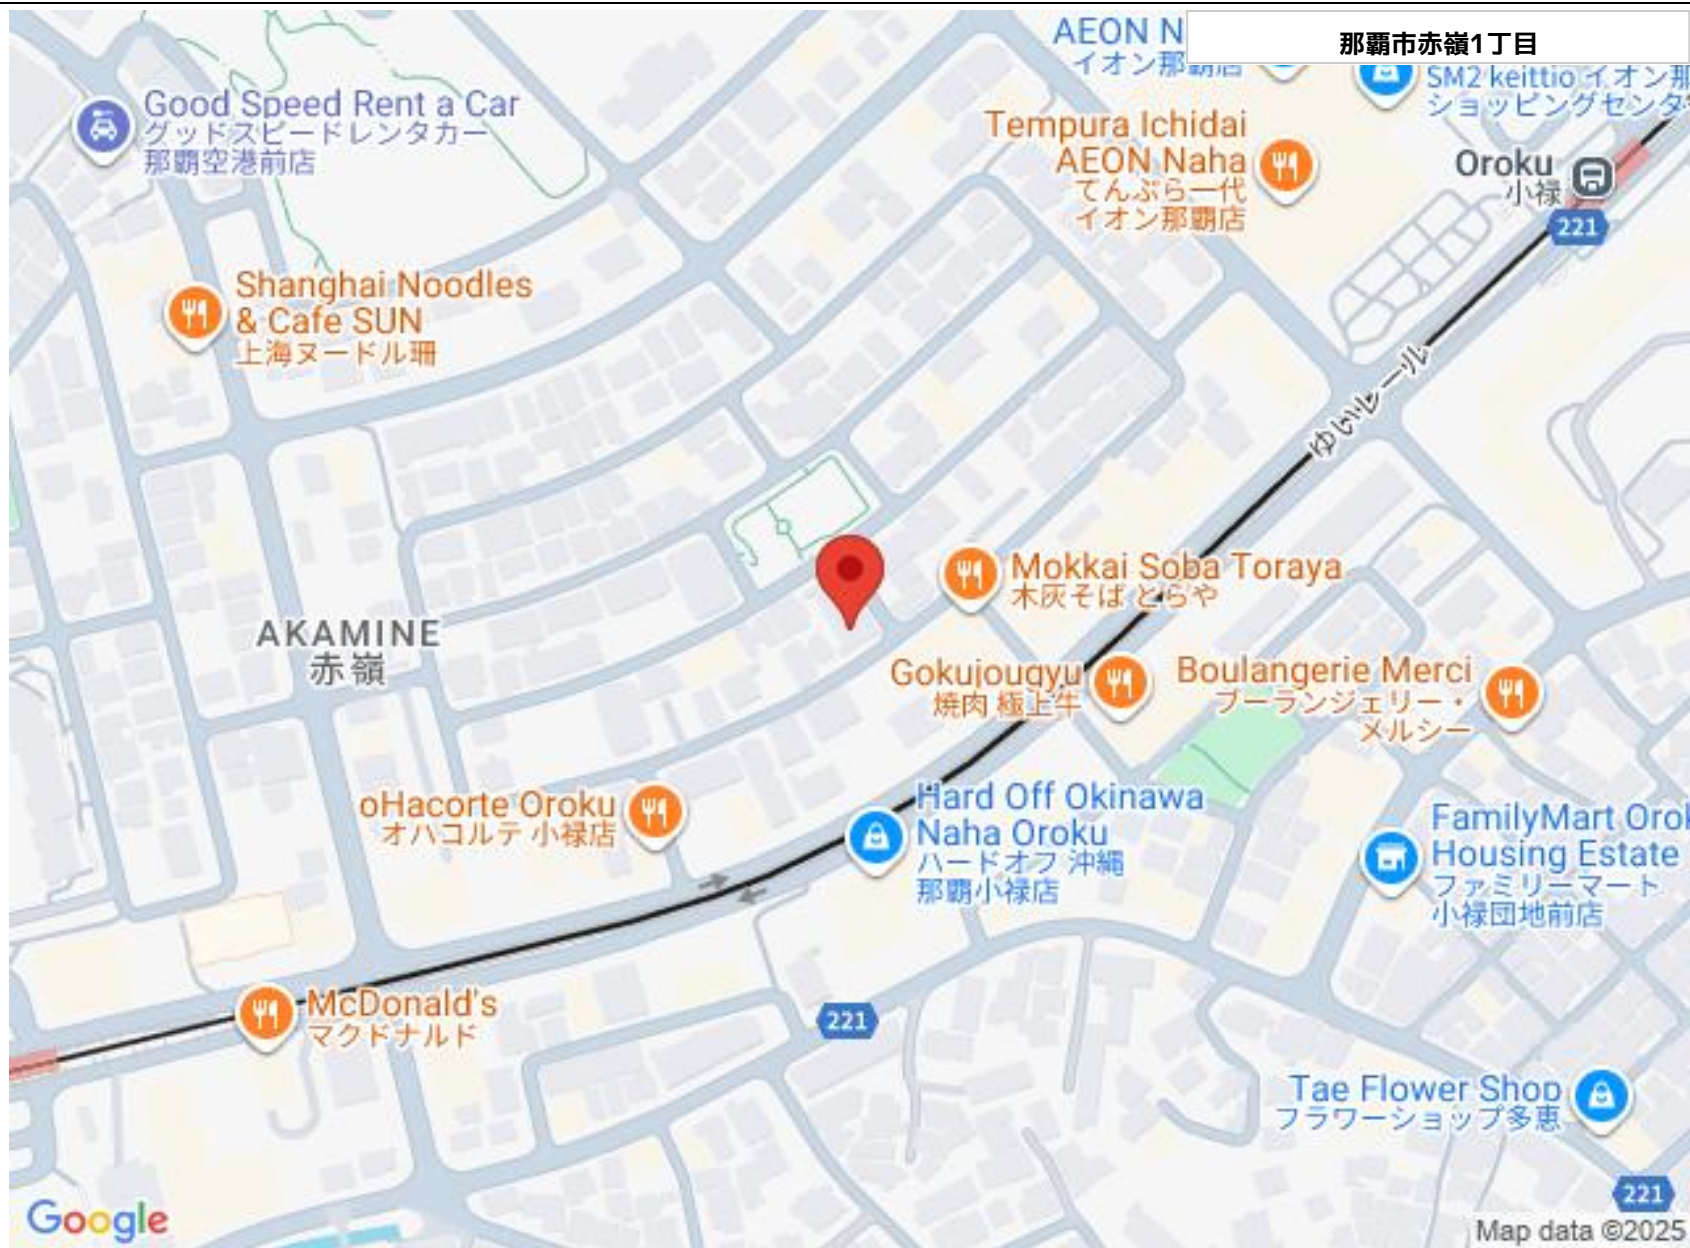 AEON N
イオン那覇店
那覇市赤嶺1丁目
SM2 keittio イオン那
ショッピングセンタ
Good Speed Rent a Car
グッドスピードレンタカー
那覇空港前店
Tempura Ichidai
AEON Naha
てんぷら一代
イオン那覇店
Oroku
小禄
221
Shanghai Noodles
& Cafe SUN
上海ヌードル珊
ゆいレール
Mokkai Soba Toraya
木灰そば とらや
AKAMINE
赤嶺
Gokujougyu
焼肉 極上牛
Boulangerie Merci
ブーランジェリー・
メルシー
oHacorte Oroku
オハコルテ 小禄店
Hard Off Okinawa
Naha Oroku
ハードオフ 沖縄
那覇小禄店
FamilyMart Orok
Housing Estate
ファミリーマート
小禄団地前店
McDonald's
マクドナルド
221
Tae Flower Shop
フラワーショップ多恵
221
Google
Map data ©2025